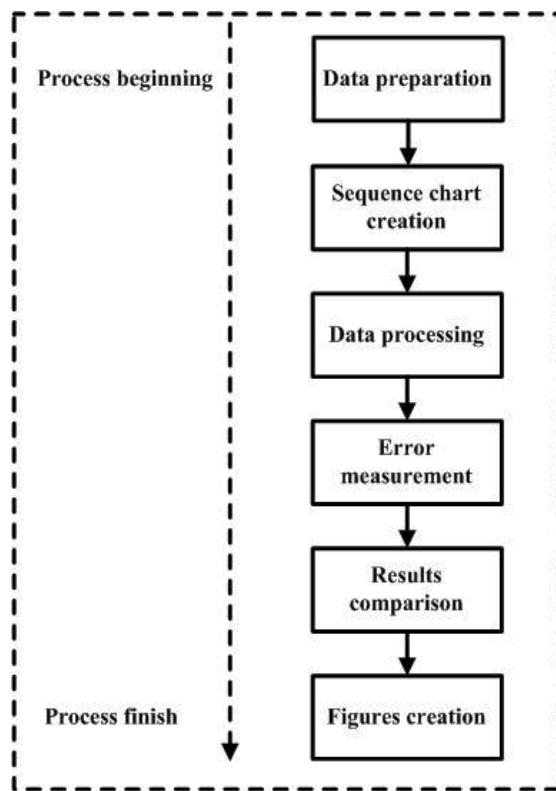 Process beginning
Data preparation
Sequence chart
creation
Data processing
Error
measurement
Results
comparison
Process finish
Figures creation